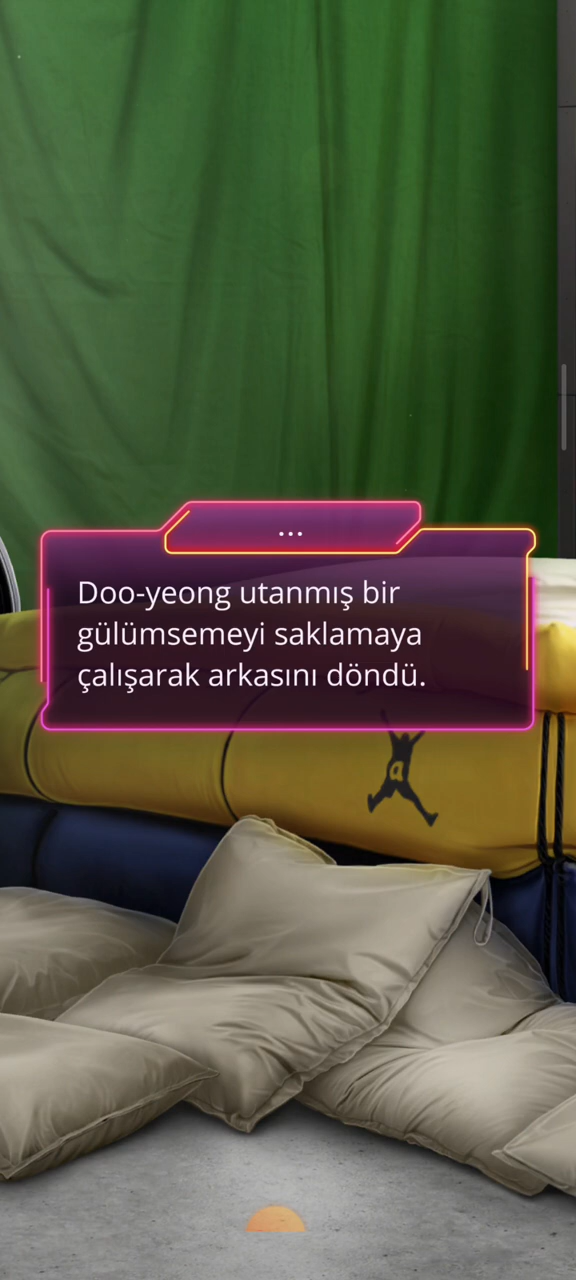 ...
Doo-yeong utanmış bir
gülümsemeyi saklamaya
çalışarak arkasını döndü.
a